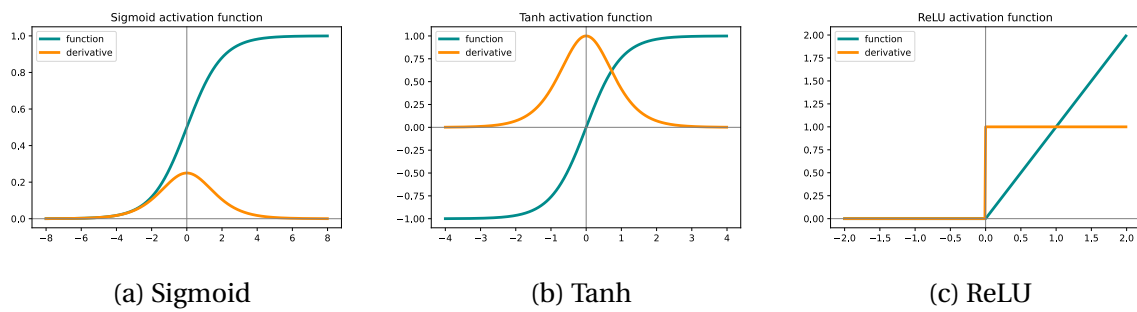 Sigmoid activation function
function
derivative
1.0
0.8
0.6
0.4
0.2
0.0
−8 −6 −4 −2 0 2 4 6 8
(a) Sigmoid
Tanh activation function
function
derivative
1.00
0.75
0.50
0.25
0.00
−0.25
−0.50
−0.75
−1.00
−4 −3 −2 −1 0 1 2 3 4
(b) Tanh
ReLU activation function
function
derivative
2.00
1.75
1.50
1.25
1.00
0.75
0.50
0.25
0.00
−2.0 −1.5 −1.0 −0.5 0.0 0.5 1.0 1.5 2.0
(c) ReLU